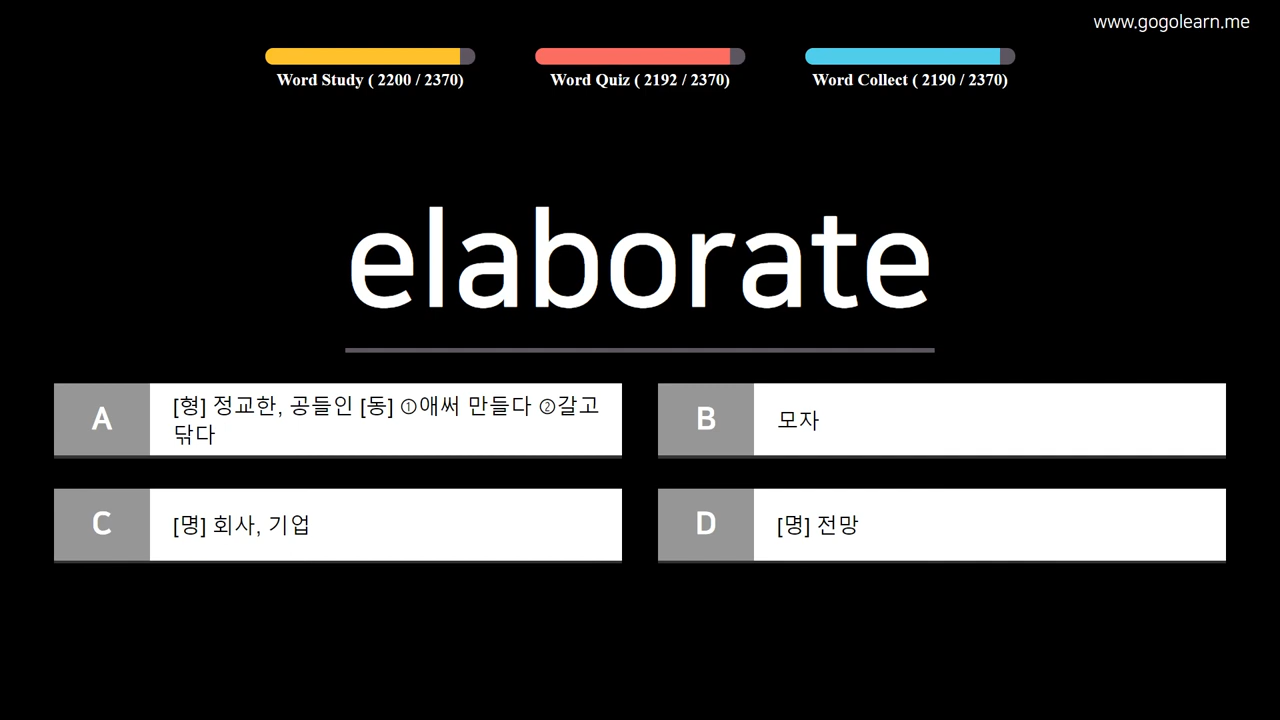 www.gogolearn.me
Word Study ( 2200 / 2370)
Word Quiz ( 2192 / 2370)
Word Collect ( 2190 / 2370)
elaborate
A
[형] 정교한, 공들인 [동] ①애써 만들다 ②갈고
닦다
B
모자
C
[명] 회사, 기업
D
[명] 전망